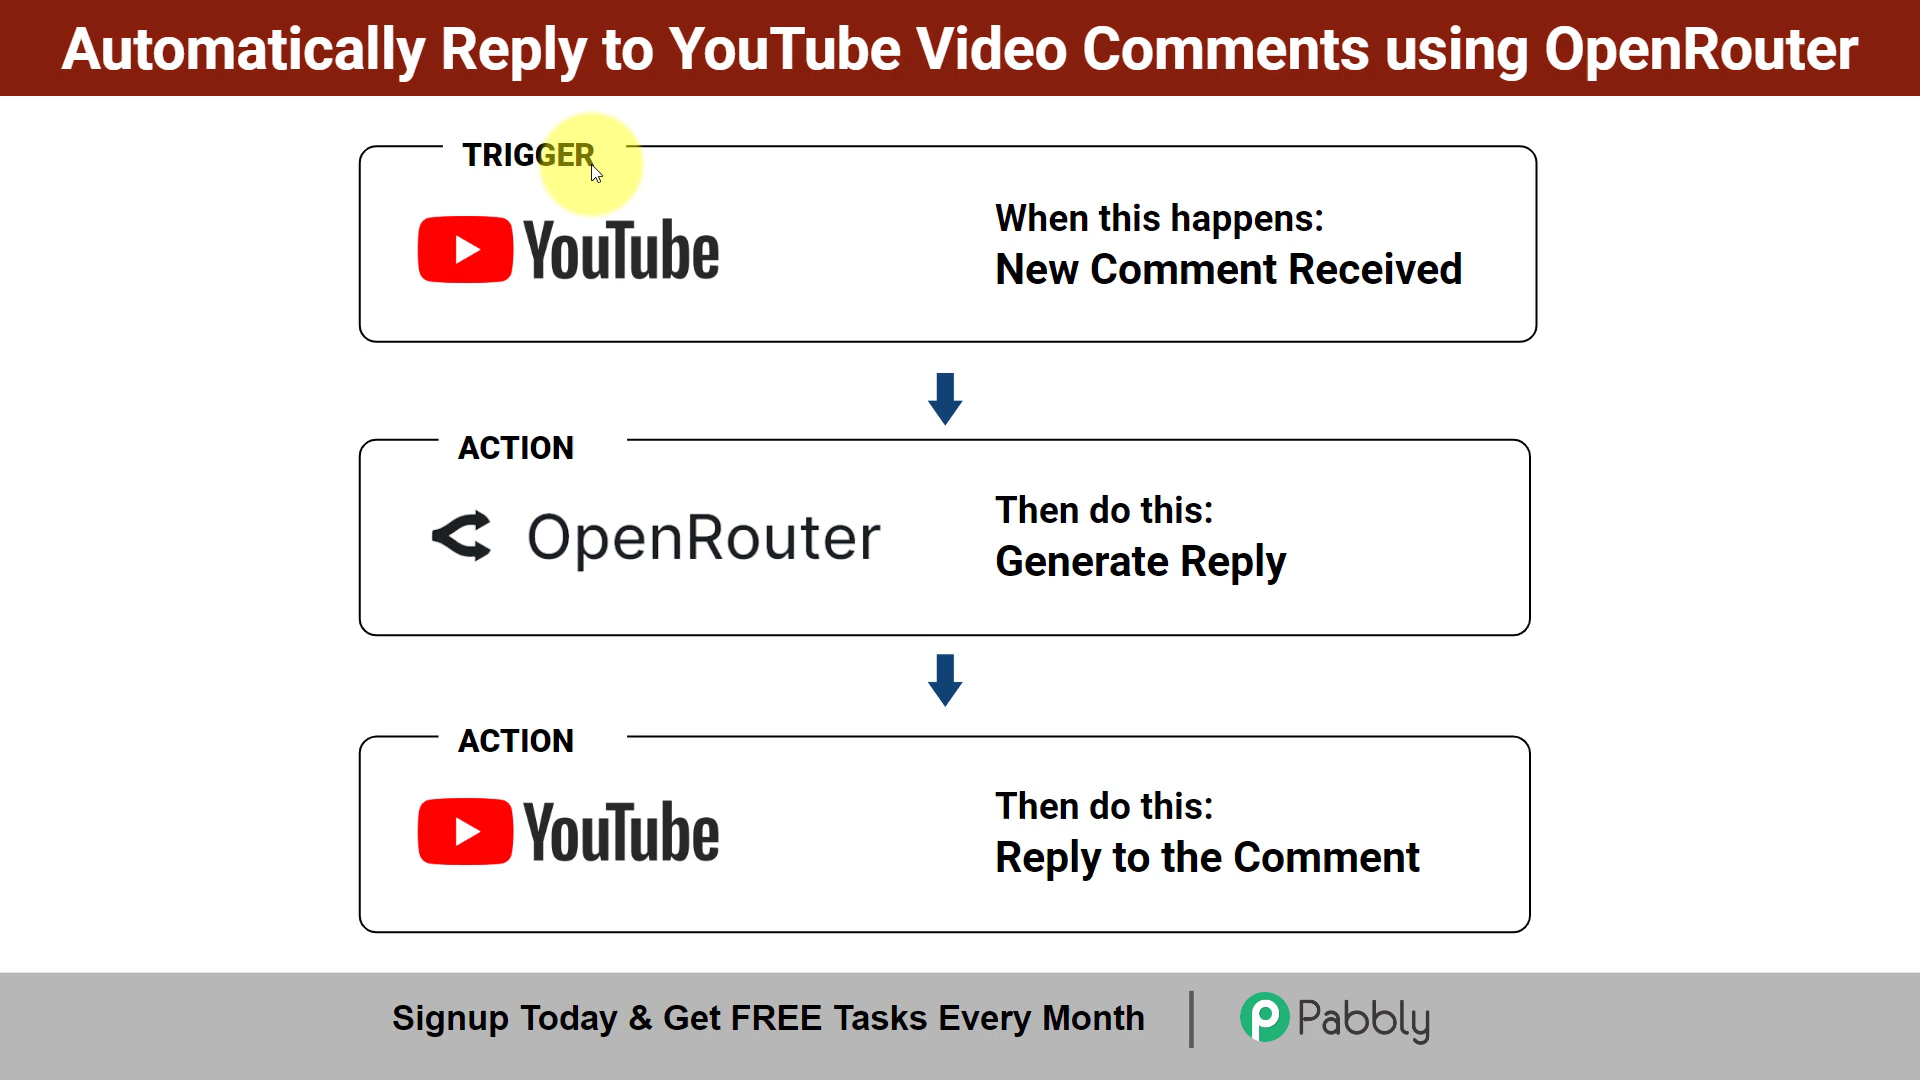 Automatically Reply to YouTube Video Comments using OpenRouter
TRIGGER
YouTube
When this happens:
New Comment Received
ACTION
OpenRouter
Then do this:
Generate Reply
ACTION
YouTube
Then do this:
Reply to the Comment
Signup Today & Get FREE Tasks Every Month | Pabbly